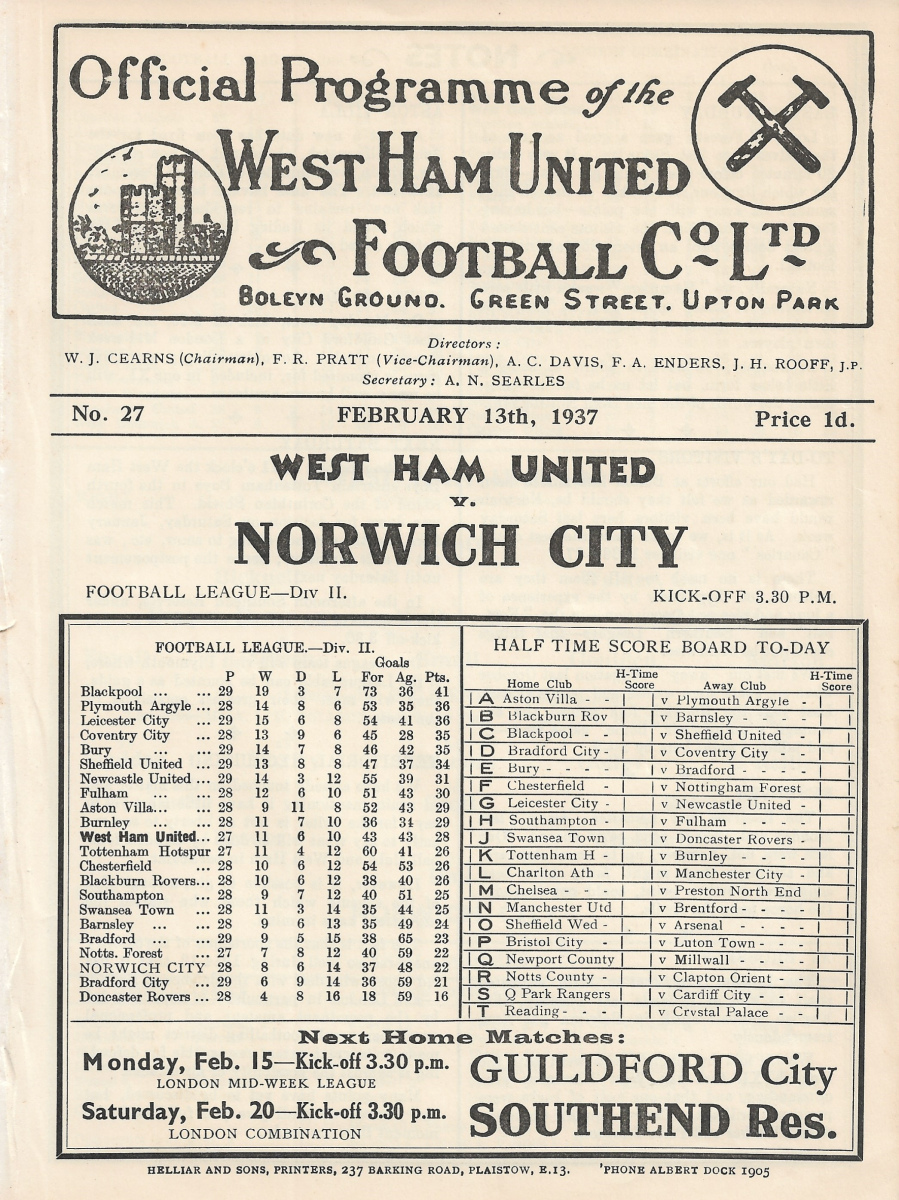 Official Programme of the
WEST HAM UNITED
FOOTBALL CO LTD
BOLEYN GROUND. GREEN STREET. UPTON PARK
Directors:
W. J. CEARNS (Chairman), F. R. PRATT (Vice-Chairman), A. C. DAVIS, F. A. ENDERS, J. H. ROOFF, J.P.
Secretary: A. N. SEARLES
No. 27 FEBRUARY 13th, 1937 Price 1d.
WEST HAM UNITED
v.
NORWICH CITY
FOOTBALL LEAGUE—Div II. KICK-OFF 3.30 P.M.
FOOTBALL LEAGUE.—Div. II.
Goals
P W D L For Ag. Pts.
Blackpool ... ... 29 19 3 7 73 36 41
Plymouth Argyle ... 28 14 8 6 53 35 36
Leicester City ... 29 15 6 8 54 41 36
Coventry City ... 28 13 9 6 45 28 35
Bury ... ... 29 14 7 8 46 42 35
Sheffield United ... 29 13 8 8 47 37 34
Newcastle United ... 29 14 3 12 55 39 31
Fulham ... ... 28 12 6 10 51 43 30
Aston Villa... ... 28 9 11 8 52 43 29
Burnley ... ... 28 11 7 10 36 34 29
West Ham United... 27 11 6 10 43 43 28
Tottenham Hotspur 27 11 4 12 60 41 26
Chesterfield ... 28 10 6 12 54 53 26
Blackburn Rovers... 28 10 6 12 38 40 26
Southampton ... 28 9 7 12 40 51 25
Swansea Town ... 28 11 3 14 35 44 25
Barnsley ... ... 28 9 6 13 35 49 24
Bradford ... ... 29 9 5 15 38 65 23
Notts. Forest ... 27 7 8 12 40 59 22
NORWICH CITY 28 8 6 14 37 48 22
Bradford City ... 29 6 9 14 36 59 21
Doncaster Rovers ... 28 4 8 16 18 59 16
HALF TIME SCORE BOARD TO-DAY
Home Club H-Time Score Away Club H-Time Score
A Aston Villa - - v Plymouth Argyle -
B Blackburn Rov v Barnsley - - - -
C Blackpool - - v Sheffield United -
D Bradford City - v Coventry City - -
E Bury - - - - v Bradford - - - -
F Chesterfield - v Nottingham Forest
G Leicester City - v Newcastle United -
H Southampton - v Fulham - - - -
J Swansea Town v Doncaster Rovers -
K Tottenham H - v Burnley - - - -
L Charlton Ath - v Manchester City -
M Chelsea - - - v Preston North End
N Manchester Utd v Brentford - - - -
O Sheffield Wed - v Arsenal - - - -
P Bristol City - v Luton Town - - -
Q Newport County v Millwall - - - -
R Notts County - v Clapton Orient - -
S Q Park Rangers v Cardiff City - - -
T Reading - - - v Crystal Palace - -
Next Home Matches:
Monday, Feb. 15—Kick-off 3.30 p.m. GUILDFORD City
LONDON MID-WEEK LEAGUE
Saturday, Feb. 20—Kick-off 3.30 p.m. SOUTHEND Res.
LONDON COMBINATION
HELLIAR AND SONS, PRINTERS, 237 BARKING ROAD, PLAISTOW, E.13. 'PHONE ALBERT DOCK 1905